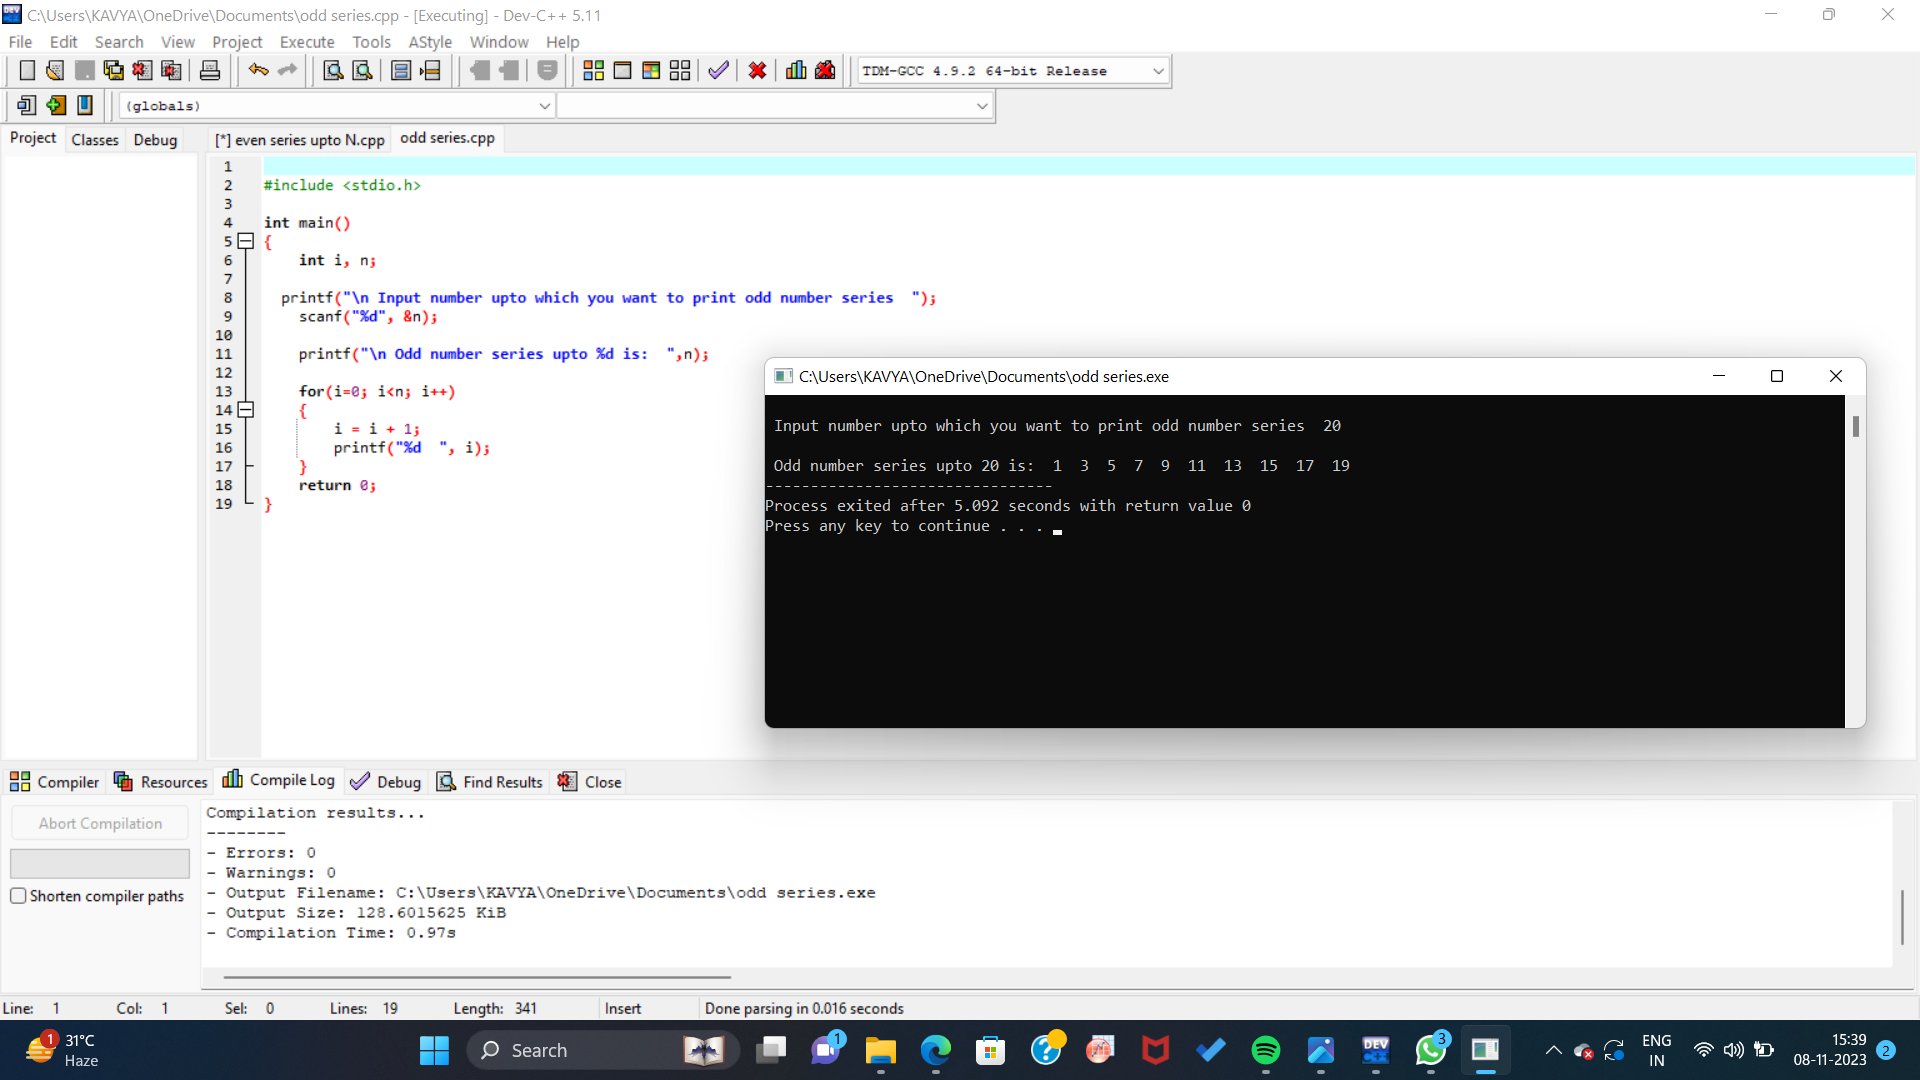 C:\Users\KAVYA\OneDrive\Documents\odd series.cpp - [Executing] - Dev-C++ 5.11
File Edit Search View Project Execute Tools AStyle Window Help
TDM-GCC 4.9.2 64-bit Release
(globals)
Project Classes Debug [*] even series upto N.cpp odd series.cpp
1
2 #include <stdio.h>
3
4 int main()
5 {
6 int i, n;
7
8 printf("\n Input number upto which you want to print odd number series  ");
9 scanf("%d", &n);
10
11 printf("\n Odd number series upto %d is:  ",n);
12
13 for(i=0; i<n; i++)
14 {
15 i = i + 1;
16 printf("%d  ", i);
17 }
18 return 0;
19 }
C:\Users\KAVYA\OneDrive\Documents\odd series.exe
Input number upto which you want to print odd number series  20
Odd number series upto 20 is:  1  3  5  7  9  11  13  15  17  19
--------------------------------
Process exited after 5.092 seconds with return value 0
Press any key to continue . . .
Compiler Resources Compile Log Debug Find Results Close
Abort Compilation
Shorten compiler paths
Compilation results...
--------
- Errors: 0
- Warnings: 0
- Output Filename: C:\Users\KAVYA\OneDrive\Documents\odd series.exe
- Output Size: 128.6015625 KiB
- Compilation Time: 0.97s
Line: 1 Col: 1 Sel: 0 Lines: 19 Length: 341 Insert Done parsing in 0.016 seconds
1 31°C
Haze
Search
1
DEV C++
3
ENG
IN
15:39
08-11-2023
2